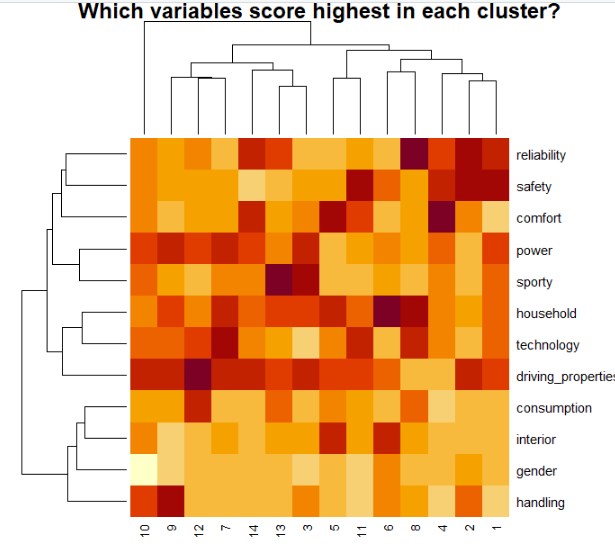 Which variables score highest in each cluster?
reliability
safety
comfort
power
sporty
household
technology
driving_properties
consumption
interior
gender
handling
10 9 12 7 14 13 3 5 11 6 8 4 2 1